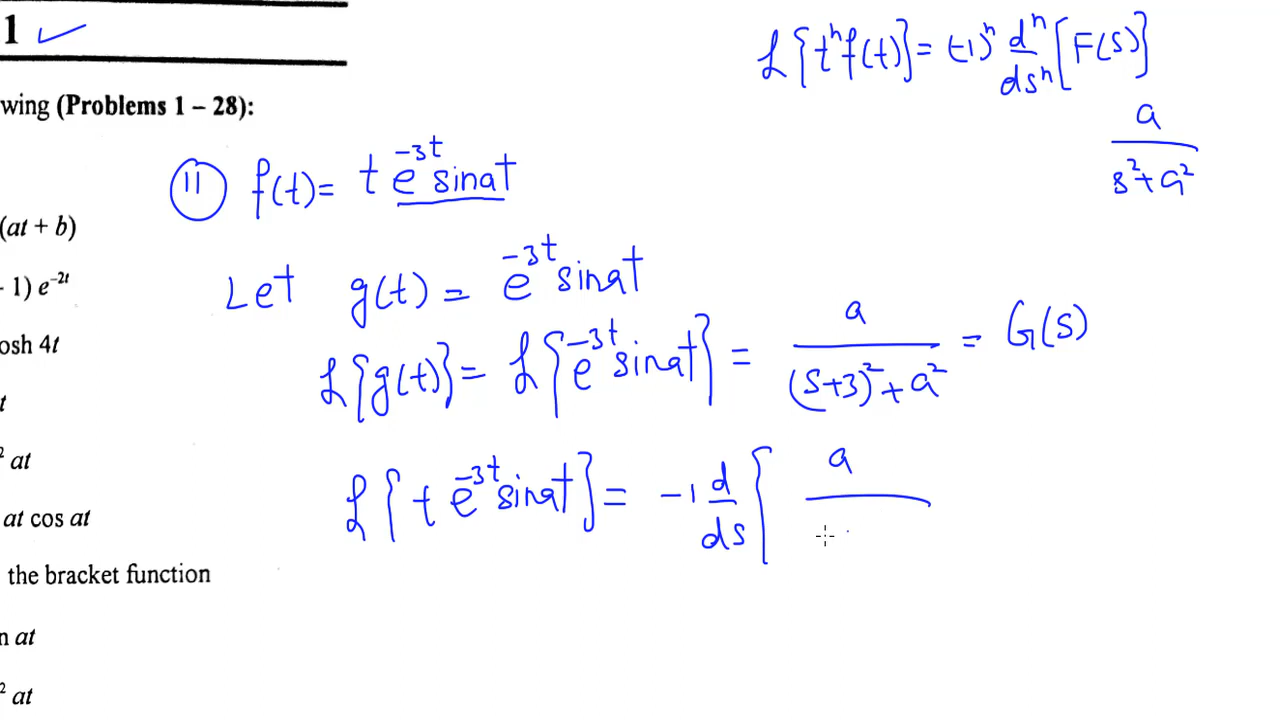 1
ℒ{tⁿf(t)} = (-1)ⁿ dⁿ/dsⁿ [F(S)]
wing (Problems 1 – 28):
a/(s²+a²)
11 f(t) = t e^{-3t} sinat
(at + b)
Let g(t) = e^{-3t} sinat
- 1) e^{-2t}
osh 4t
ℒ{g(t)} = ℒ{e^{-3t} sinat} = a/((S+3)²+a²) = G(S)
t
² at
ℒ{t e^{-3t} sinat} = -1 d/ds { a
at cos at
the bracket function
n at
² at